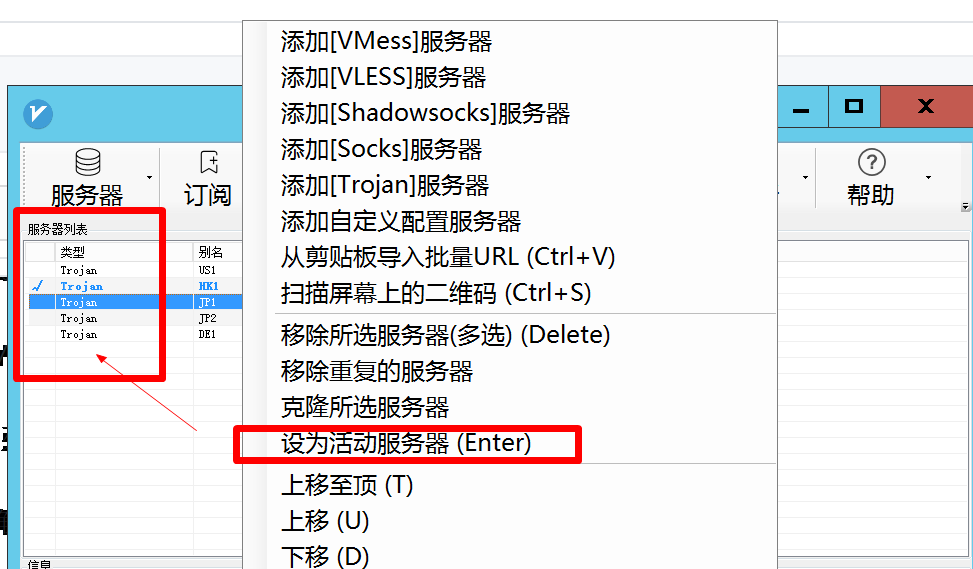 添加[VMess]服务器
添加[VLESS]服务器
添加[Shadowsocks]服务器
添加[Socks]服务器
添加[Trojan]服务器
添加自定义配置服务器
从剪贴板导入批量URL (Ctrl+V)
扫描屏幕上的二维码 (Ctrl+S)
移除所选服务器(多选) (Delete)
移除重复的服务器
克隆所选服务器
设为活动服务器 (Enter)
上移至顶 (T)
上移 (U)
下移 (D)
服务器
订阅
帮助
服务器列表
类型 别名
Trojan US1
Trojan HK1
Trojan JP1
Trojan JP2
Trojan DE1
信息